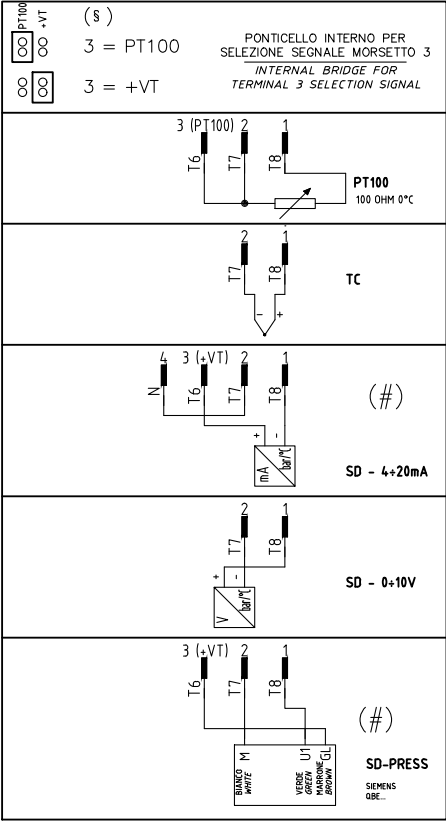 PT100
+VT
(§)
3 = PT100
3 = +VT
PONTICELLO INTERNO PER
SELEZIONE SEGNALE MORSETTO 3
INTERNAL BRIDGE FOR
TERMINAL 3 SELECTION SIGNAL
3 (PT100) 2 1
T6 T7 T8
PT100
100 OHM 0°C
2 1
T7 T8
- +
TC
4 3 (+VT) 2 1
N T6 T7 T8
(#)
+ -
mA bar/°C
SD - 4÷20mA
2 1
T7 T8
+ -
V bar/°C
SD - 0÷10V
3 (+VT) 2 1
T6 T7 T8
(#)
M U1 GL
BIANCO
WHITE
VERDE
GREEN
MARRONE
BROWN
SD-PRESS
SIEMENS
QBE...